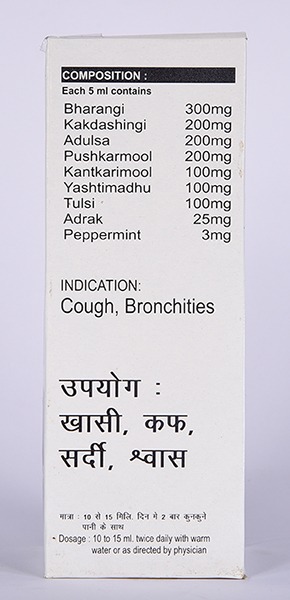 COMPOSITION :
Each 5 ml contains
Bharangi 300mg
Kakdashingi 200mg
Adulsa 200mg
Pushkarmool 200mg
Kantkarimool 100mg
Yashtimadhu 100mg
Tulsi 100mg
Adrak 25mg
Peppermint 3mg
INDICATION:
Cough, Bronchities
उपयोग :
खासी, कफ,
सर्दी, श्वास
मात्रा : 10 से 15 मिलि. दिन मे 2 बार कुनकुने
पानी के साथ
Dosage : 10 to 15 ml. twice daily with warm
water or as directed by physician